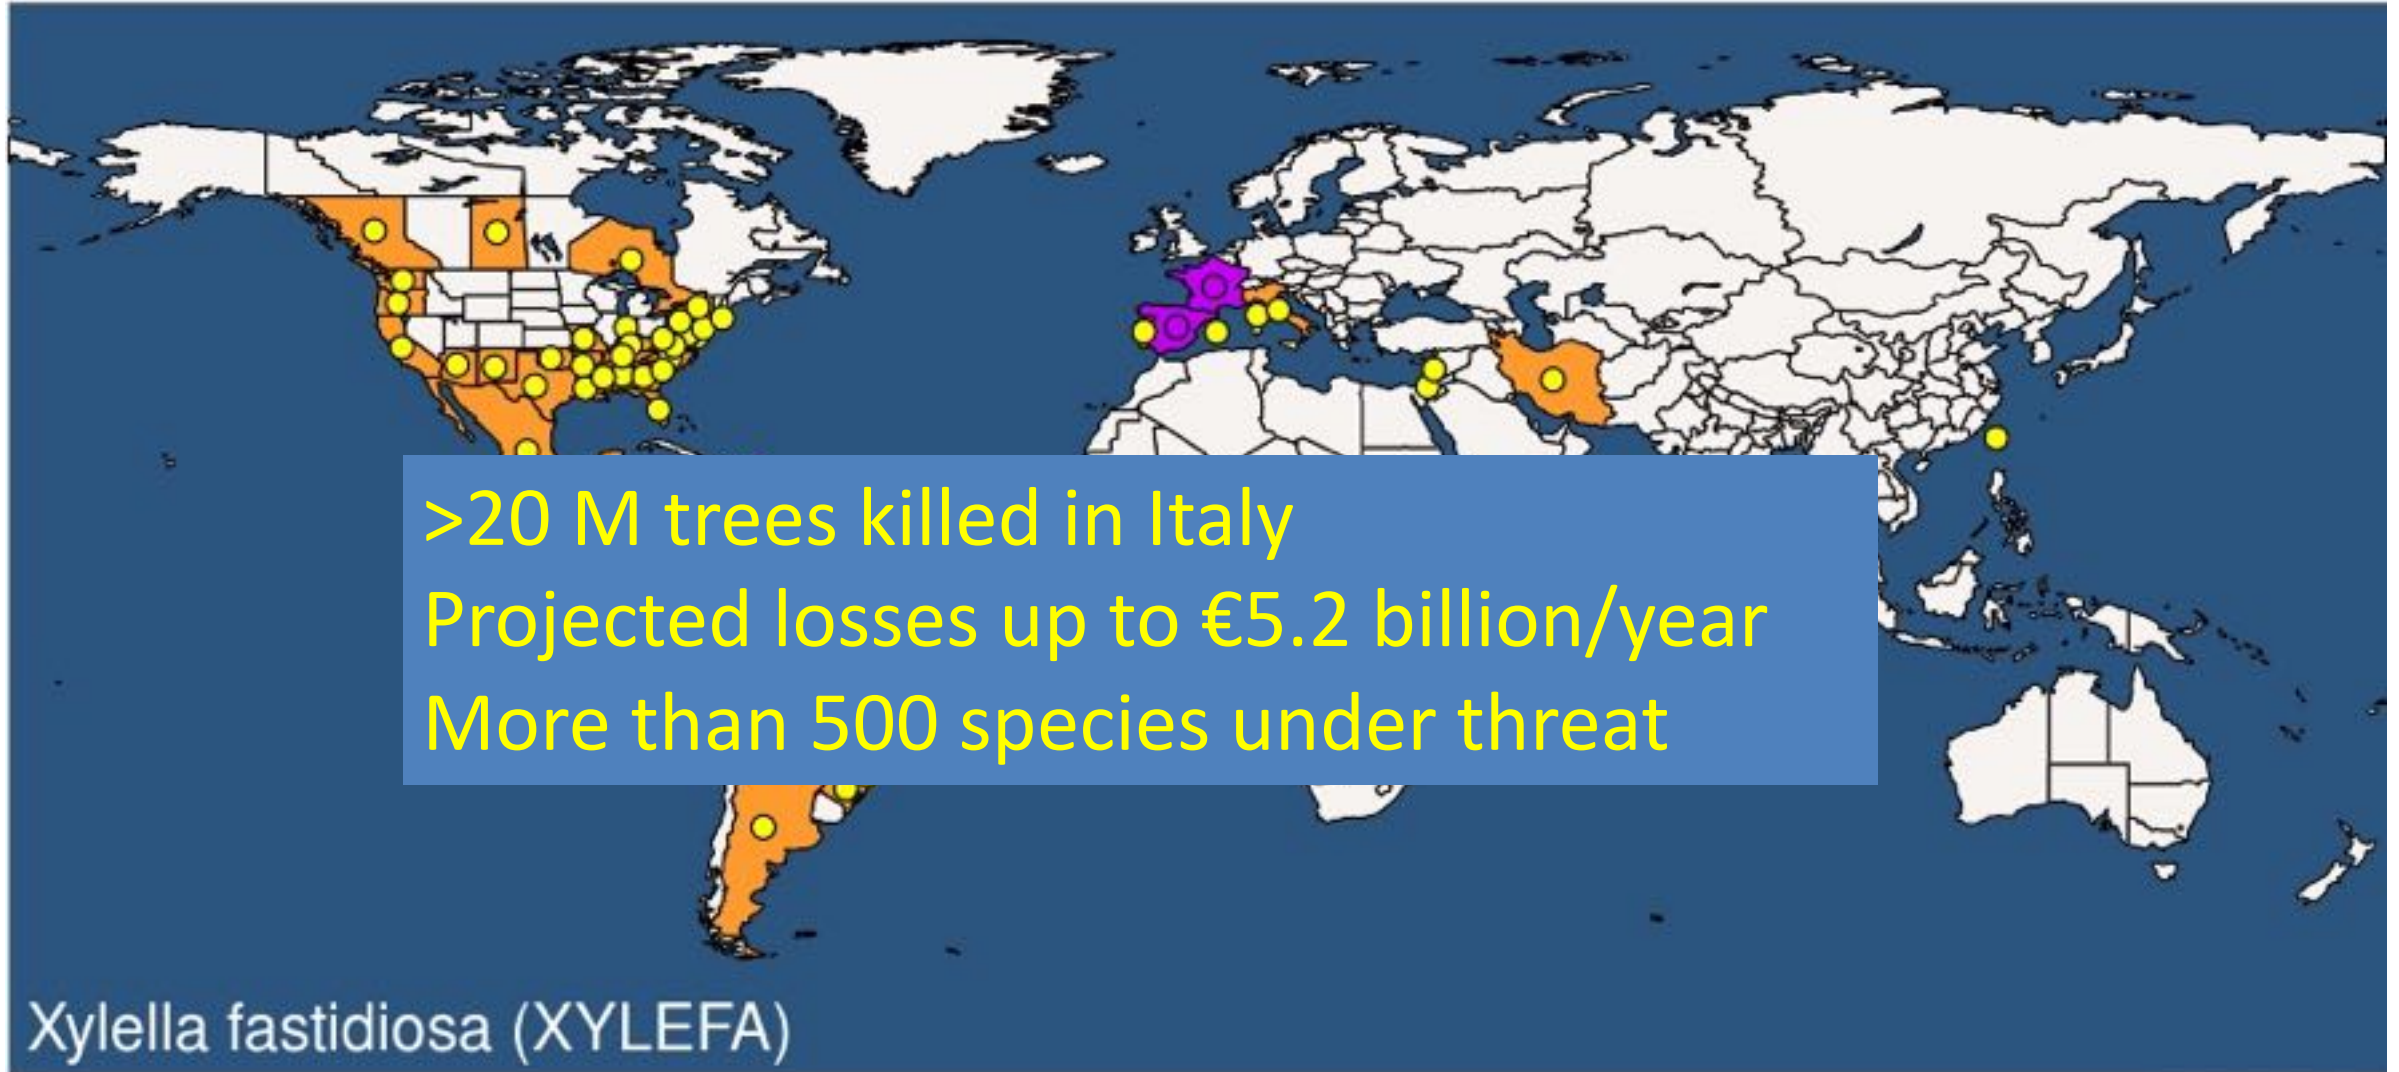 >20 M trees killed in Italy
Projected losses up to €5.2 billion/year
More than 500 species under threat
Xylella fastidiosa (XYLEFA)